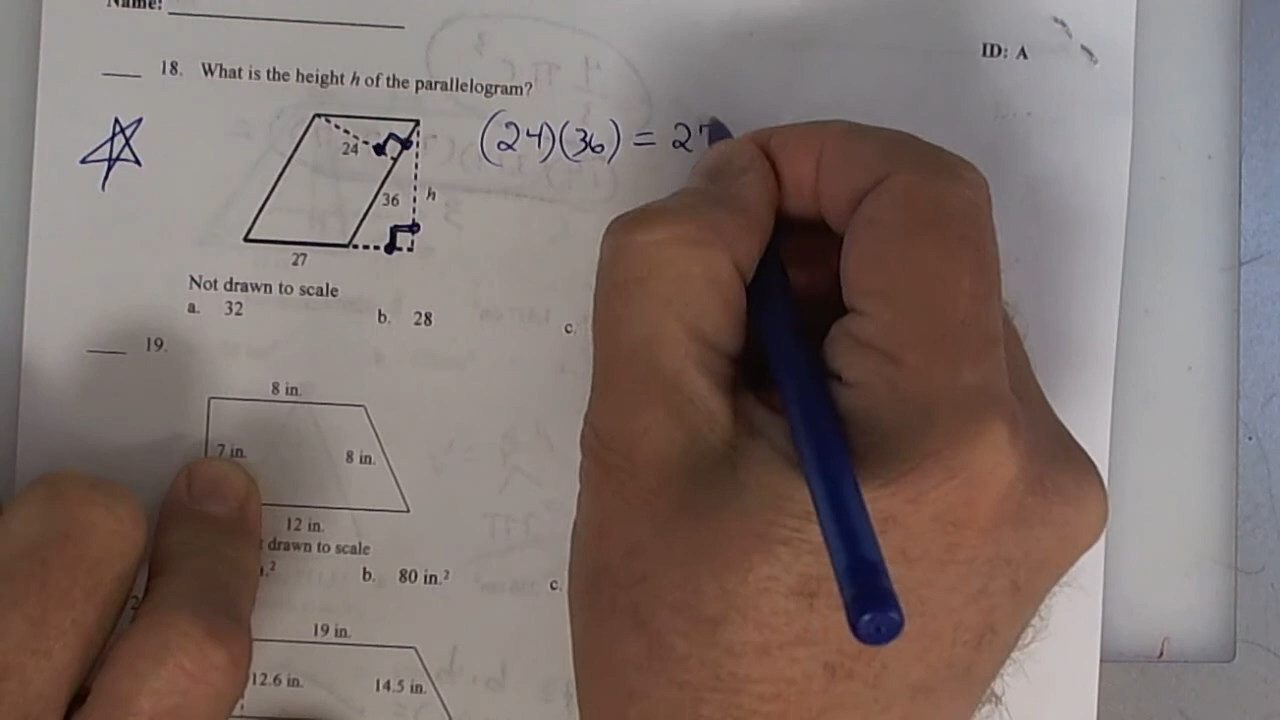 Name:
ID: A
18. What is the height h of the parallelogram?
(24)(36) = 27
24
36
h
27
Not drawn to scale
a. 32
b. 28
c.
19.
8 in.
7 in.
8 in.
12 in.
drawn to scale
b. 80 in.²
c.
19 in.
12.6 in.
14.5 in.